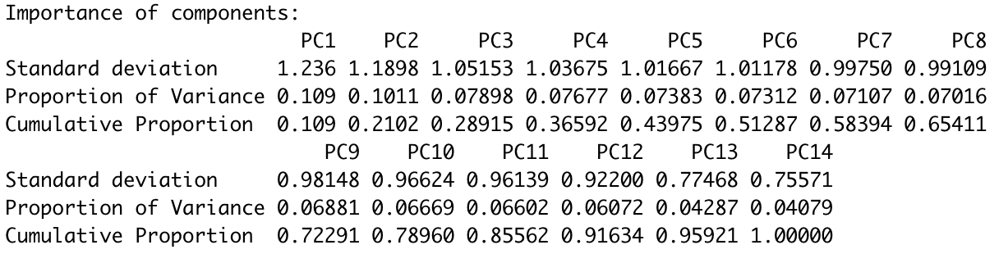 Importance of components:
PC1 PC2 PC3 PC4 PC5 PC6 PC7 PC8
Standard deviation 1.236 1.1898 1.05153 1.03675 1.01667 1.01178 0.99750 0.99109
Proportion of Variance 0.109 0.1011 0.07898 0.07677 0.07383 0.07312 0.07107 0.07016
Cumulative Proportion 0.109 0.2102 0.28915 0.36592 0.43975 0.51287 0.58394 0.65411
PC9 PC10 PC11 PC12 PC13 PC14
Standard deviation 0.98148 0.96624 0.96139 0.92200 0.77468 0.75571
Proportion of Variance 0.06881 0.06669 0.06602 0.06072 0.04287 0.04079
Cumulative Proportion 0.72291 0.78960 0.85562 0.91634 0.95921 1.00000